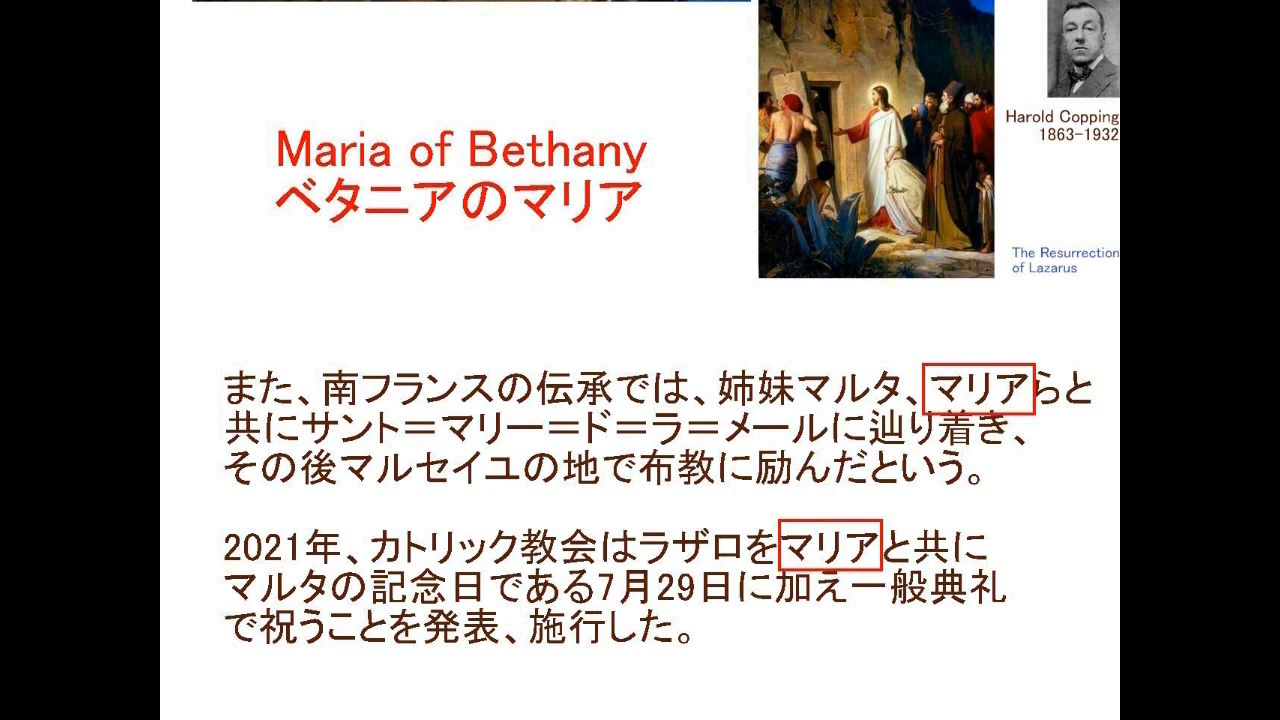 Harold Copping
1863-1932
Maria of Bethany
ベタニアのマリア
The Resurrection
of Lazarus
また、南フランスの伝承では、姉妹マルタ、マリアらと
共にサント＝マリー＝ド＝ラ＝メールに辿り着き、
その後マルセイユの地で布教に励んだという。
2021年、カトリック教会はラザロをマリアと共に
マルタの記念日である7月29日に加え一般典礼
で祝うことを発表、施行した。